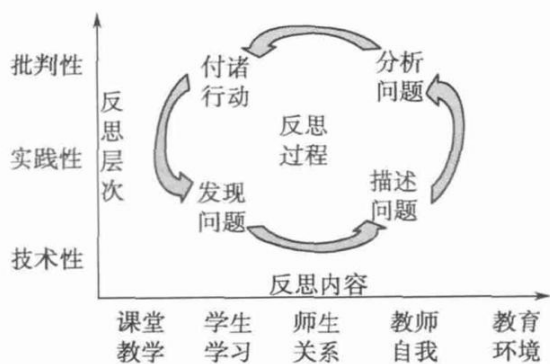 批判性
实践性
技术性
反
思
层
次
付诸
行动
分析
问题
反思
过程
发现
问题
描述
问题
反思内容
课堂
教学
学生
学习
师生
关系
教师
自我
教育
环境